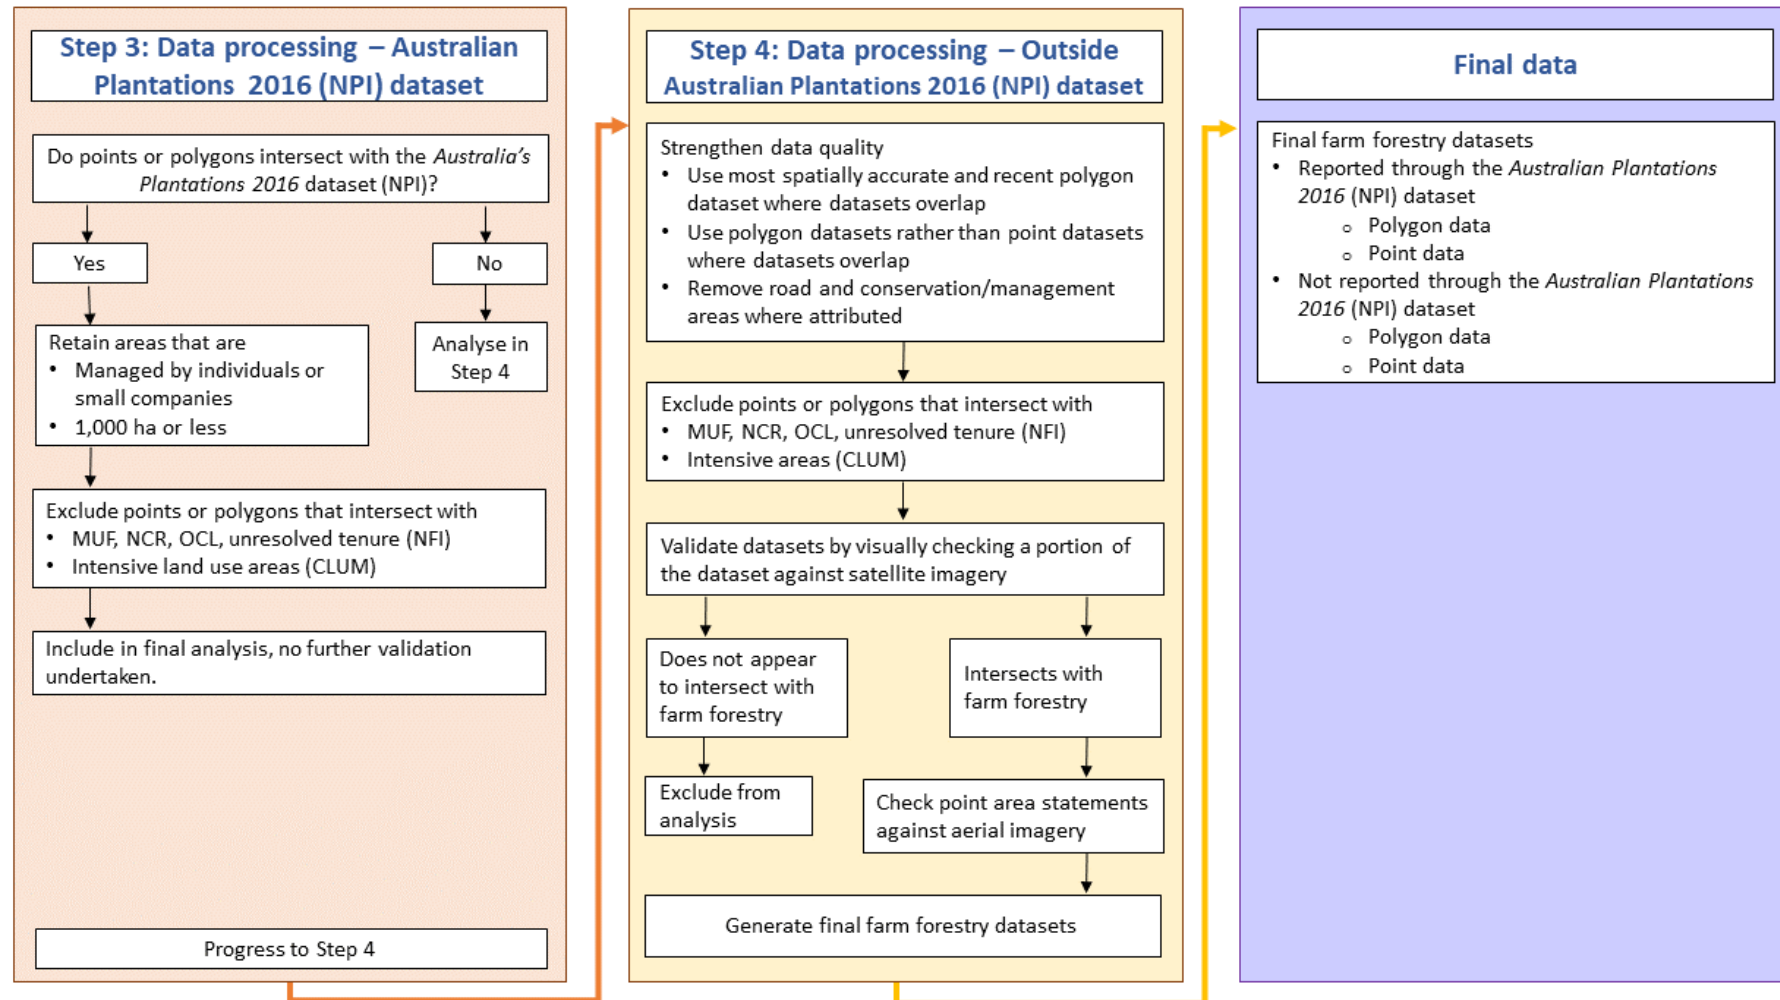 Step 3: Data processing – Australian
Plantations 2016 (NPI) dataset
Do points or polygons intersect with the Australia's
Plantations 2016 dataset (NPI)?
Yes
No
Retain areas that are
• Managed by individuals or
small companies
• 1,000 ha or less
Analyse in
Step 4
Exclude points or polygons that intersect with
• MUF, NCR, OCL, unresolved tenure (NFI)
• Intensive land use areas (CLUM)
Include in final analysis, no further validation
undertaken.
Progress to Step 4
Step 4: Data processing – Outside
Australian Plantations 2016 (NPI) dataset
Strengthen data quality
• Use most spatially accurate and recent polygon
dataset where datasets overlap
• Use polygon datasets rather than point datasets
where datasets overlap
• Remove road and conservation/management
areas where attributed
Exclude points or polygons that intersect with
• MUF, NCR, OCL, unresolved tenure (NFI)
• Intensive areas (CLUM)
Validate datasets by visually checking a portion of
the dataset against satellite imagery
Does not appear
to intersect with
farm forestry
Intersects with
farm forestry
Exclude from
analysis
Check point area statements
against aerial imagery
Generate final farm forestry datasets
Final data
Final farm forestry datasets
• Reported through the Australian Plantations
2016 (NPI) dataset
o Polygon data
o Point data
• Not reported through the Australian Plantations
2016 (NPI) dataset
o Polygon data
o Point data